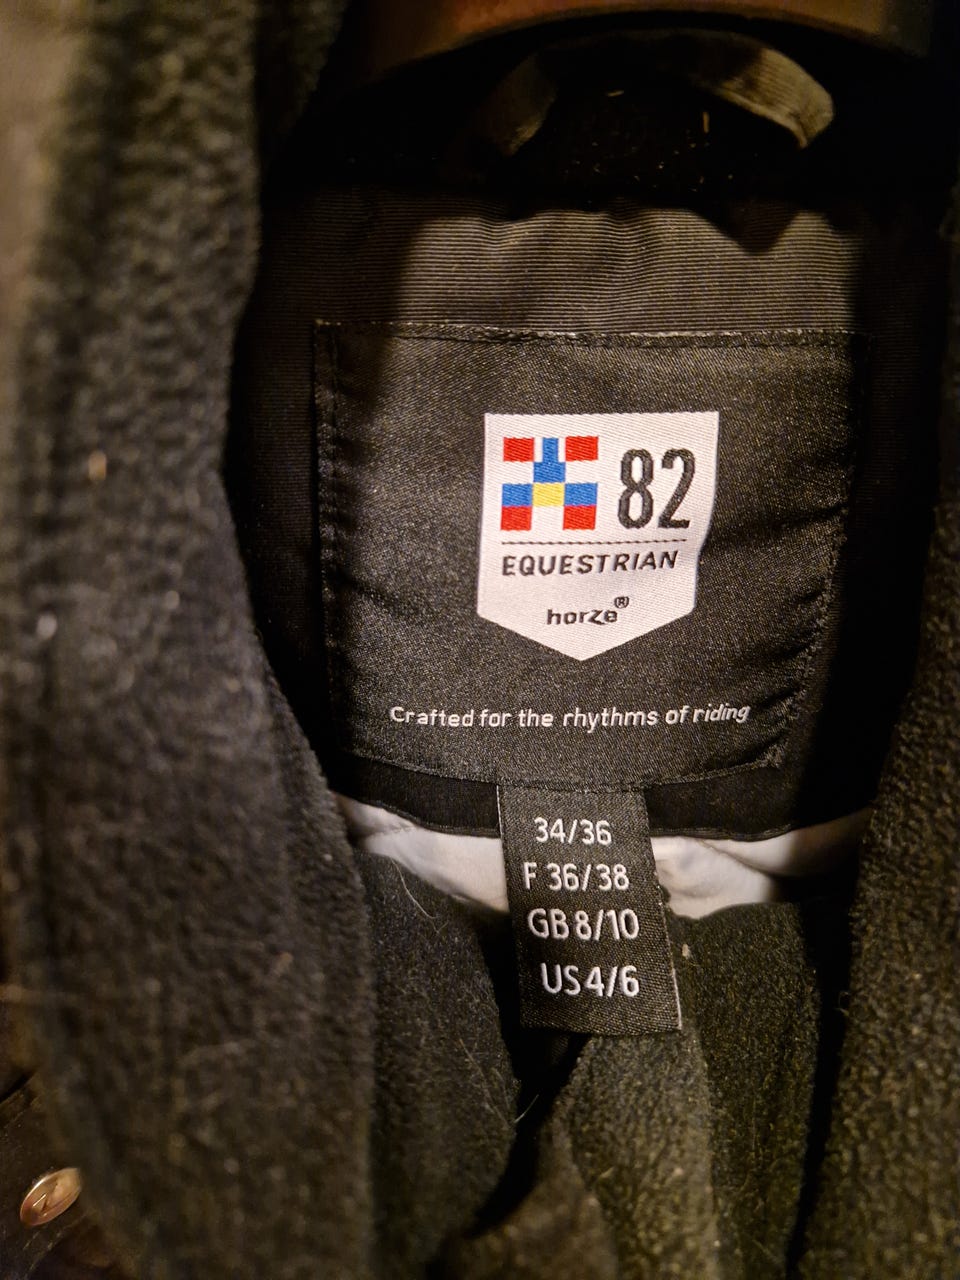 82
EQUESTRIAN
horze®
Crafted for the rhythms of riding
34/36
F 36/38
GB 8/10
US 4/6